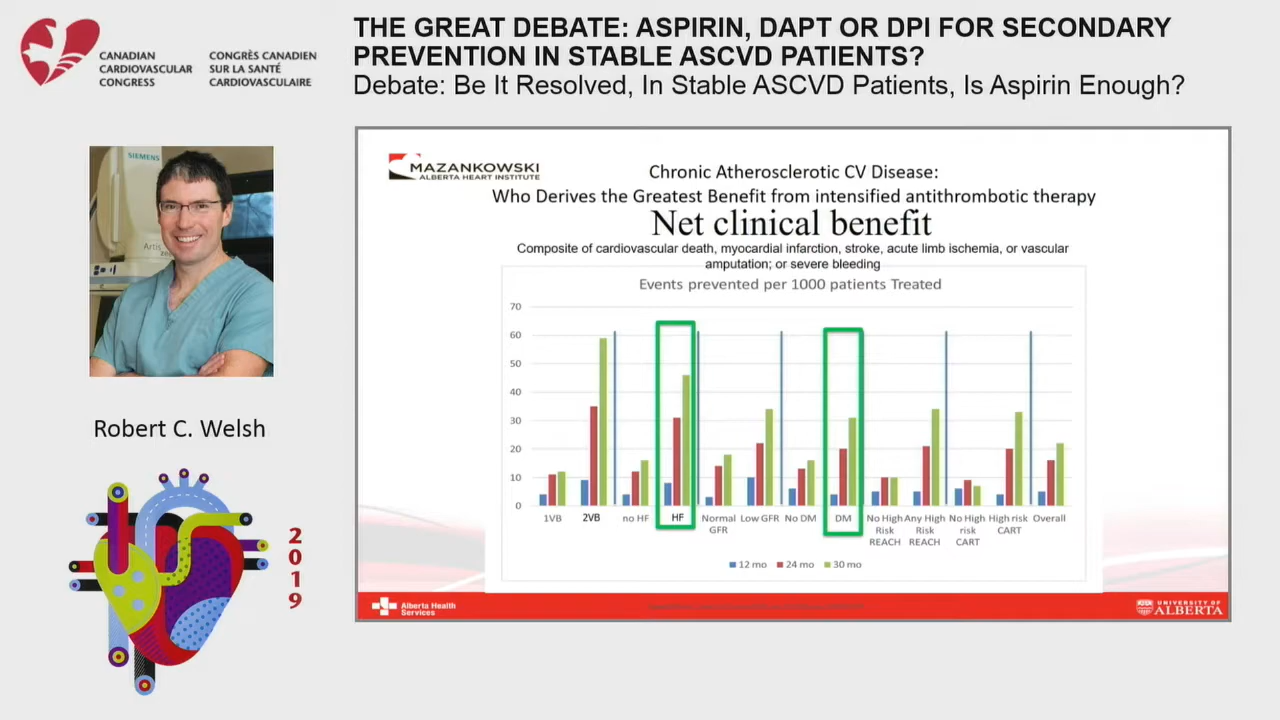 CANADIAN
CARDIOVASCULAR
CONGRESS
CONGRÈS CANADIEN
SUR LA SANTÉ
CARDIOVASCULAIRE
THE GREAT DEBATE: ASPIRIN, DAPT OR DPI FOR SECONDARY
PREVENTION IN STABLE ASCVD PATIENTS?
Debate: Be It Resolved, In Stable ASCVD Patients, Is Aspirin Enough?
SIEMENS
Artis
Robert C. Welsh
2019
MAZANKOWSKI
ALBERTA HEART INSTITUTE
Chronic Atherosclerotic CV Disease:
Who Derives the Greatest Benefit from intensified antithrombotic therapy
Net clinical benefit
Composite of cardiovascular death, myocardial infarction, stroke, acute limb ischemia, or vascular
amputation; or severe bleeding
Events prevented per 1000 patients Treated
70
60
50
40
30
20
10
0
1VB 2VB no HF HF Normal GFR Low GFR No DM DM No High Risk REACH Any High Risk REACH No High risk CART High risk CART Overall
12 mo 24 mo 30 mo
Alberta Health
Services
UNIVERSITY OF
ALBERTA